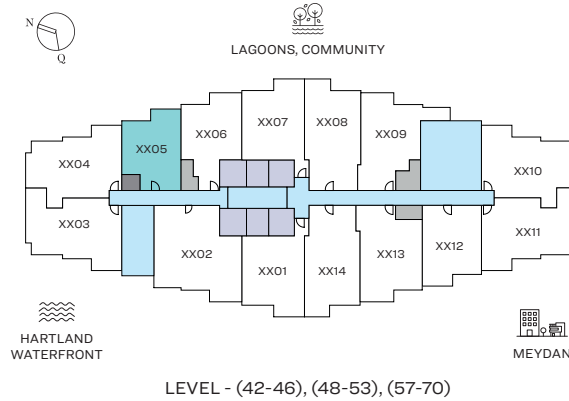 N
Q
LAGOONS, COMMUNITY
XX04
XX05
XX06
XX07
XX08
XX09
XX10
XX03
XX02
XX01
XX14
XX13
XX12
XX11
HARTLAND
WATERFRONT
MEYDAN
LEVEL - (42-46), (48-53), (57-70)